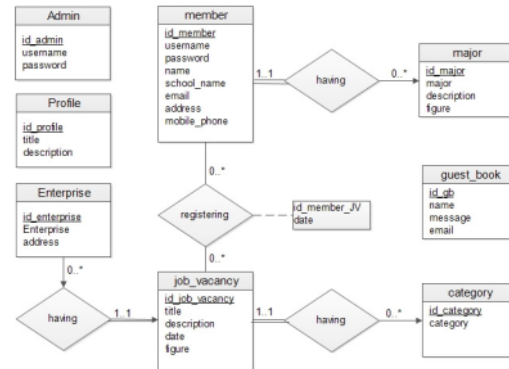 Admin
id_admin
username
password
member
id_member
username
password
name
school_name
email
address
mobile_phone
1..1
having
0..*
major
id_major
major
description
figure
Profile
id_profile
title
description
guest_book
id_gb
name
message
email
0..*
registering
id_member_JV
date
0..*
Enterprise
id_enterprise
Enterprise
address
0..*
having
1..1
job_vacancy
id_job_vacancy
title
description
date
figure
1..1
having
0..*
category
id_category
category